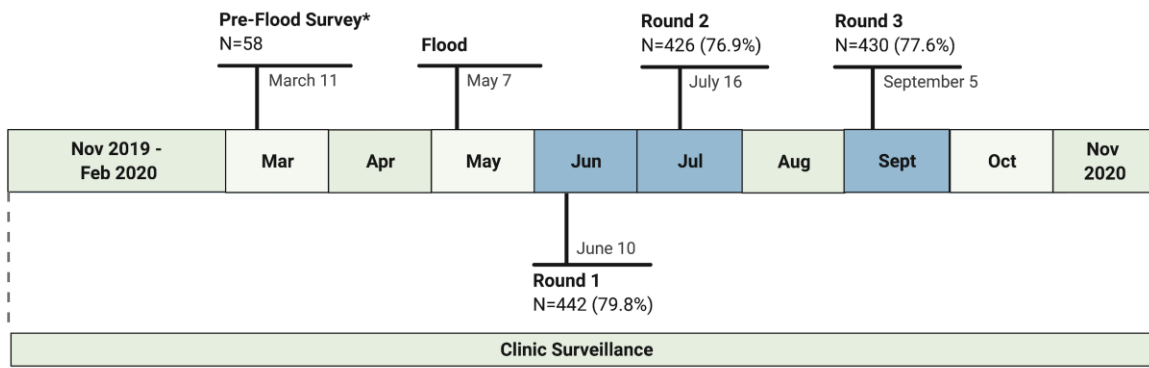 Pre-Flood Survey*
N=58
March 11
Flood
May 7
Round 2
N=426 (76.9%)
July 16
Round 3
N=430 (77.6%)
September 5
Nov 2019 -
Feb 2020
Mar
Apr
May
Jun
Jul
Aug
Sept
Oct
Nov
2020
June 10
Round 1
N=442 (79.8%)
Clinic Surveillance